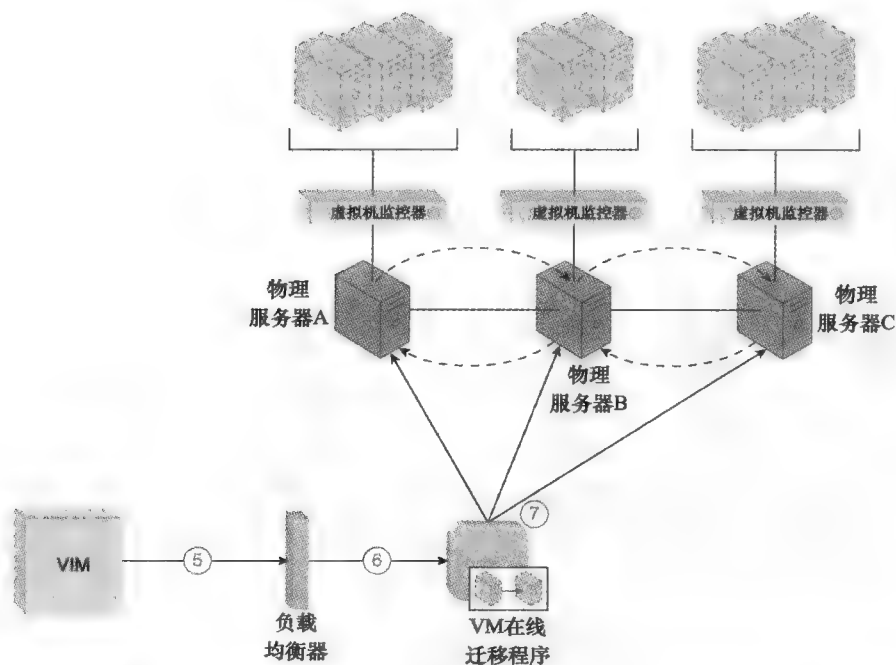 虚拟机监控器
虚拟机监控器
虚拟机监控器
物理
服务器A
物理
服务器B
物理
服务器C
⑦
VIM
⑤
⑥
负载
均衡器
VM在线
迁移程序